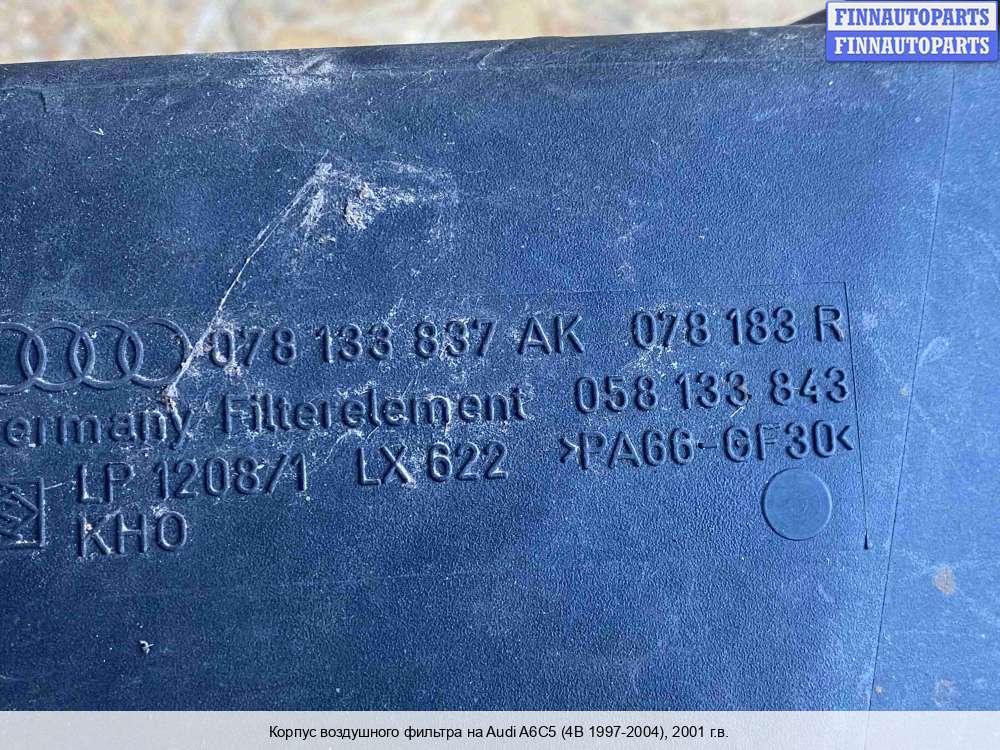 FINNAUTOPARTS
FINNAUTOPARTS
078 133 837 AK 078 183 R
ermany Filterelement 058 133 843
LP 1208/1 LX 622 >PA66-GF30<
KHO
Корпус воздушного фильтра на Audi A6C5 (4B 1997-2004), 2001 г.в.